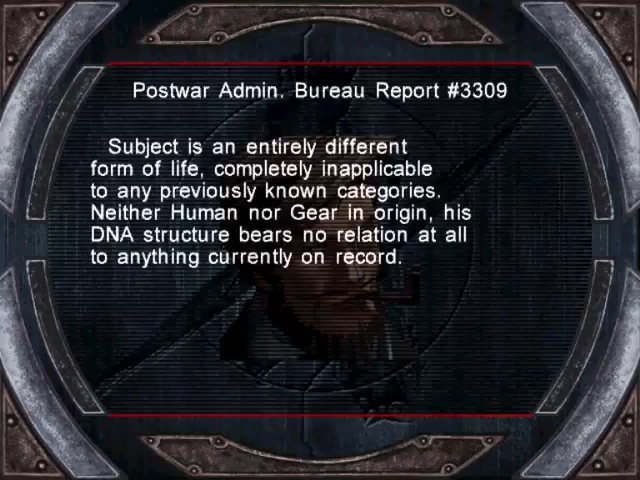 Postwar Admin. Bureau Report #3309
Subject is an entirely different
form of life, completely inapplicable
to any previously known categories.
Neither Human nor Gear in origin, his
DNA structure bears no relation at all
to anything currently on record.